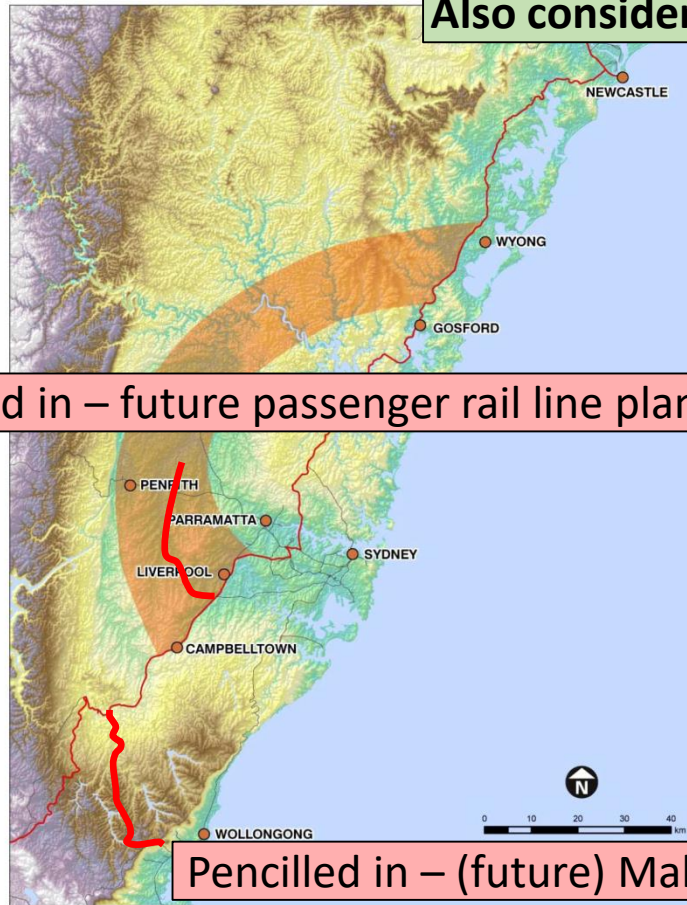 Also consider
NEWCASTLE
WYONG
GOSFORD
d in – future passenger rail line plan
PENRITH
PARRAMATTA
SYDNEY
LIVERPOOL
CAMPBELLTOWN
N
0 10 20 30 40
km
WOLLONGONG
Pencilled in – (future) Mal